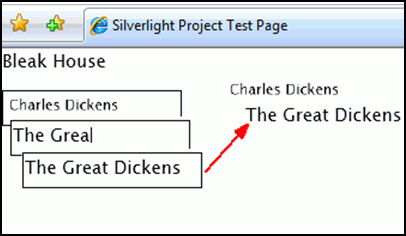 Silverlight Project Test Page
Bleak House
Charles Dickens
The Grea
The Great Dickens
Charles Dickens
The Great Dickens